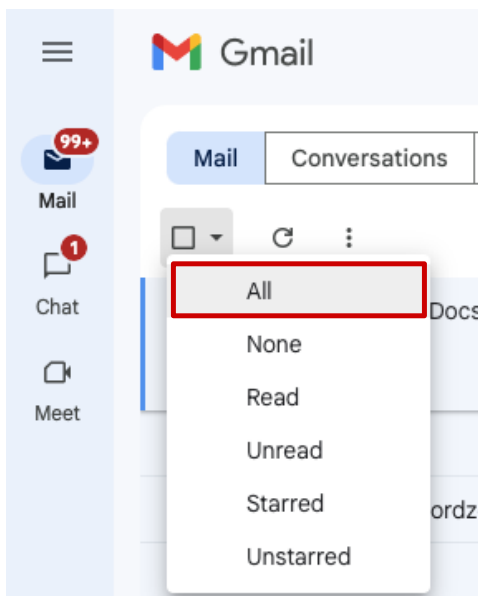 Gmail
99+
Mail
Mail Conversations
1
Chat
Meet
All
None
Read
Unread
Starred
Unstarred
Docs
ordz